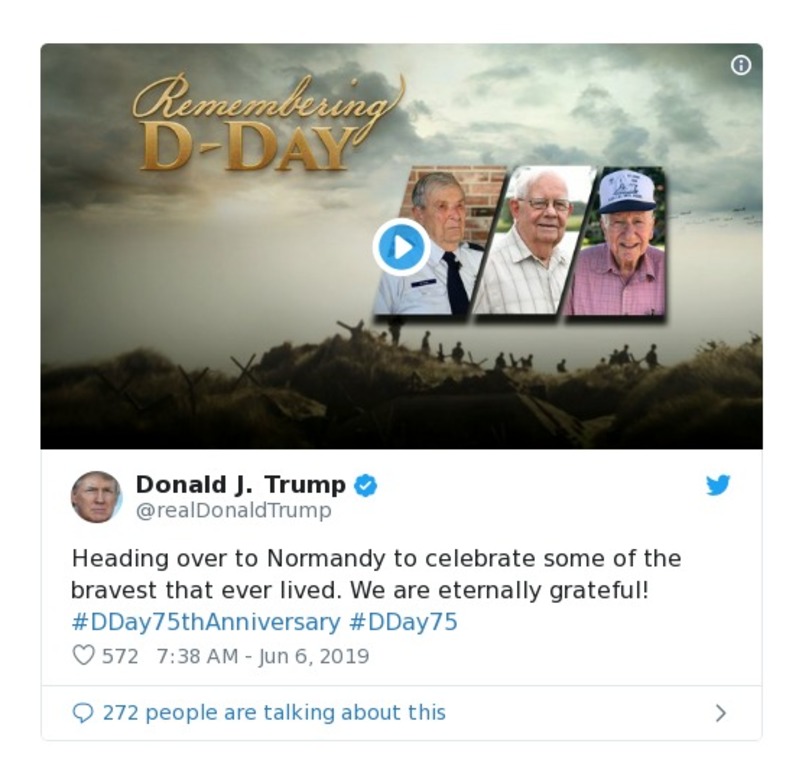 Remembering
D-DAY
Donald J. Trump
@realDonaldTrump
Heading over to Normandy to celebrate some of the
bravest that ever lived. We are eternally grateful!
#DDay75thAnniversary #DDay75
572 7:38 AM - Jun 6, 2019
272 people are talking about this